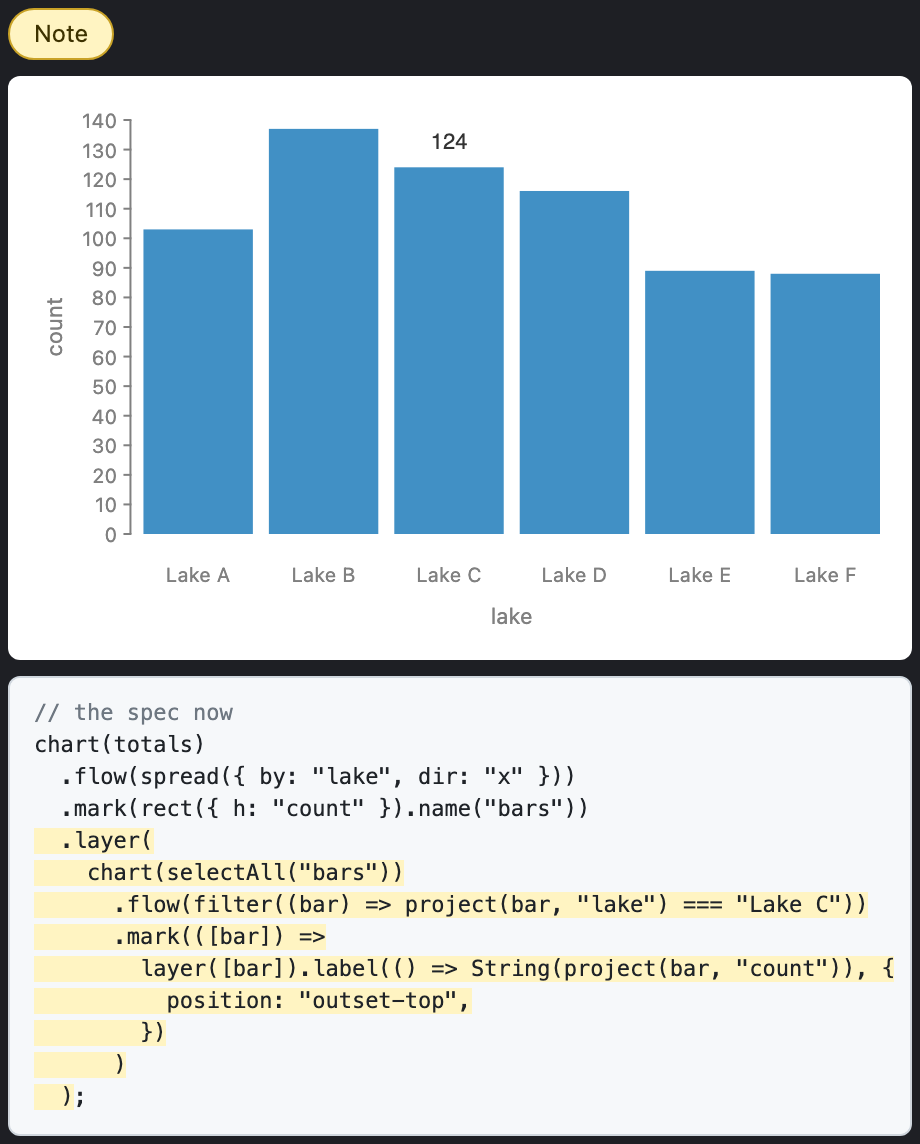 Note
124
140
130
120
110
100
90
80
70
60
50
40
30
20
10
0
count
Lake A Lake B Lake C Lake D Lake E Lake F
lake
// the spec now
chart(totals)
  .flow(spread({ by: "lake", dir: "x" }))
  .mark(rect({ h: "count" }).name("bars"))
  .layer(
    chart(selectAll("bars"))
      .flow(filter((bar) => project(bar, "lake") === "Lake C"))
      .mark(([bar]) =>
        layer([bar]).label(() => String(project(bar, "count")), {
          position: "outset-top",
        })
      )
  );